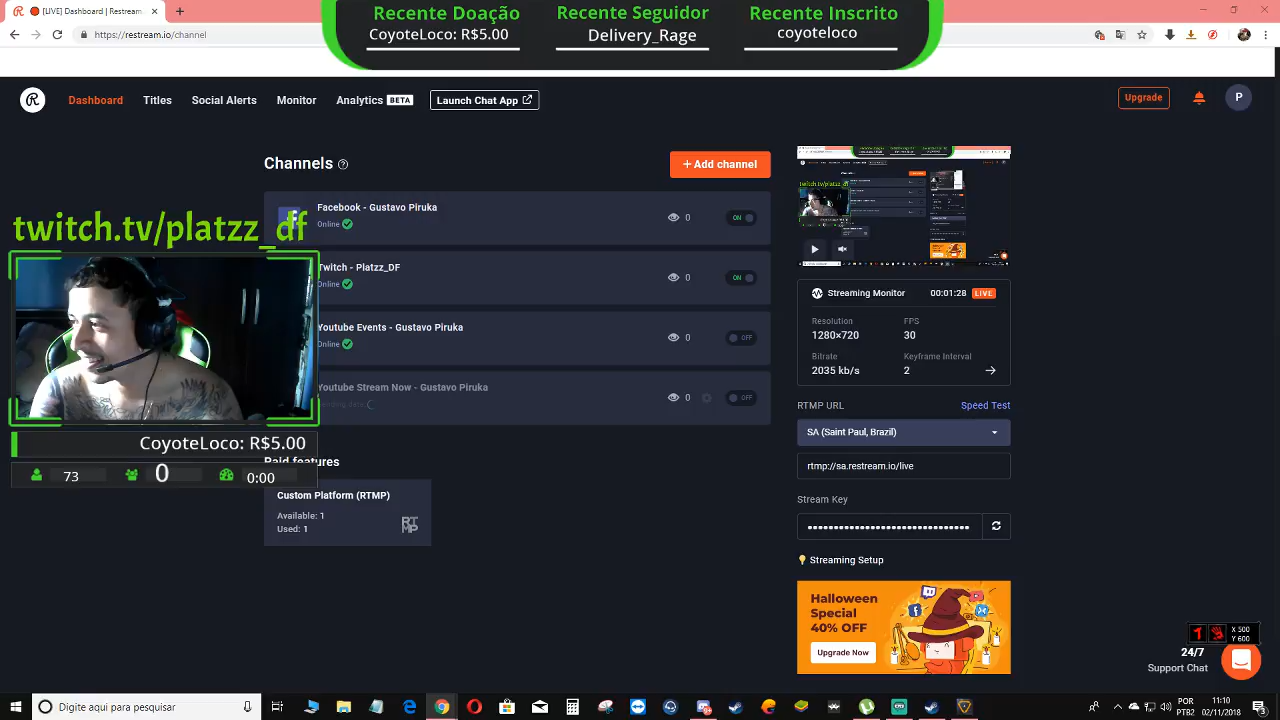 [LIVE] Dashboard | Restream
https://restream.io/channel
Recente Doação
CoyoteLoco: R$5.00
Recente Seguidor
Delivery_Rage
Recente Inscrito
coyoteloco
Dashboard
Titles
Social Alerts
Monitor
Analytics BETA
Launch Chat App
Upgrade
P
Channels
+ Add channel
Facebook - Gustavo Piruka
Online
0
ON
twitch.tv/platzz_df
Twitch - Platzz_DF
Online
0
ON
Youtube Events - Gustavo Piruka
Online
0
OFF
Youtube Stream Now - Gustavo Piruka
0
OFF
CoyoteLoco: R$5.00
Paid features
73
0
0:00
Custom Platform (RTMP)
Available: 1
Used: 1
Streaming Monitor
00:01:28
LIVE
Resolution
1280×720
FPS
30
Bitrate
2035 kb/s
Keyframe Interval
2
RTMP URL
Speed Test
SA (Saint Paul, Brazil)
rtmp://sa.restream.io/live
Stream Key
Streaming Setup
Halloween
Special
40% OFF
Upgrade Now
X 500
Y 600
24/7
Support Chat
Digite aqui para pesquisar
POR
PTB2
11:10
02/11/2018